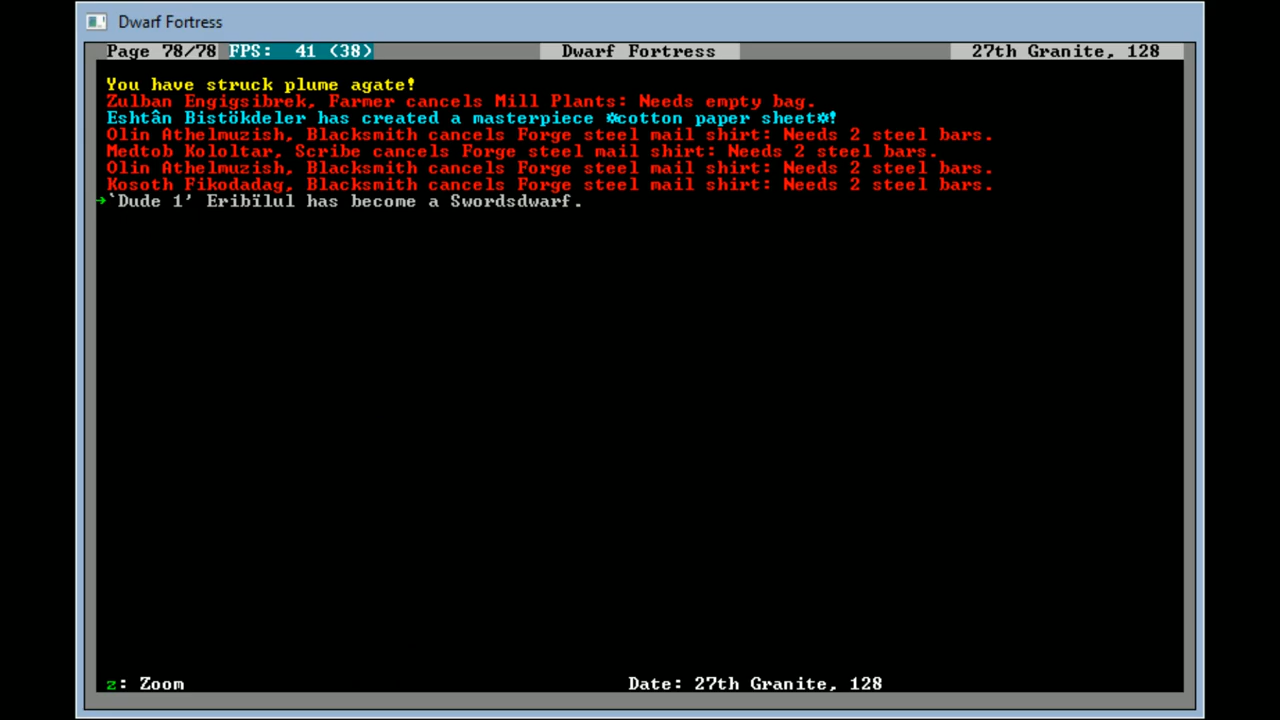 Dwarf Fortress
Page 78/78 FPS: 41 (38) Dwarf Fortress 27th Granite, 128
You have struck plume agate!
Zulban Engigsibrek, Farmer cancels Mill Plants: Needs empty bag.
Eshtân Bistökdeler has created a masterpiece ☼cotton paper sheet☼!
Olin Athelmuzish, Blacksmith cancels Forge steel mail shirt: Needs 2 steel bars.
Medtob Kololtar, Scribe cancels Forge steel mail shirt: Needs 2 steel bars.
Olin Athelmuzish, Blacksmith cancels Forge steel mail shirt: Needs 2 steel bars.
Kosoth Fikodadag, Blacksmith cancels Forge steel mail shirt: Needs 2 steel bars.
→`Dude 1' Eribïlul has become a Swordsdwarf.
z: Zoom Date: 27th Granite, 128